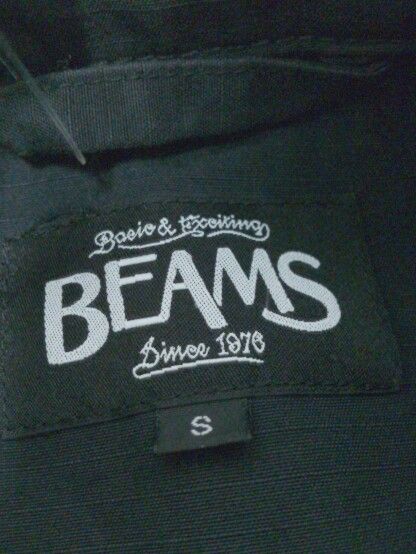 Basic & Exciting
BEAMS
Since 1976
S